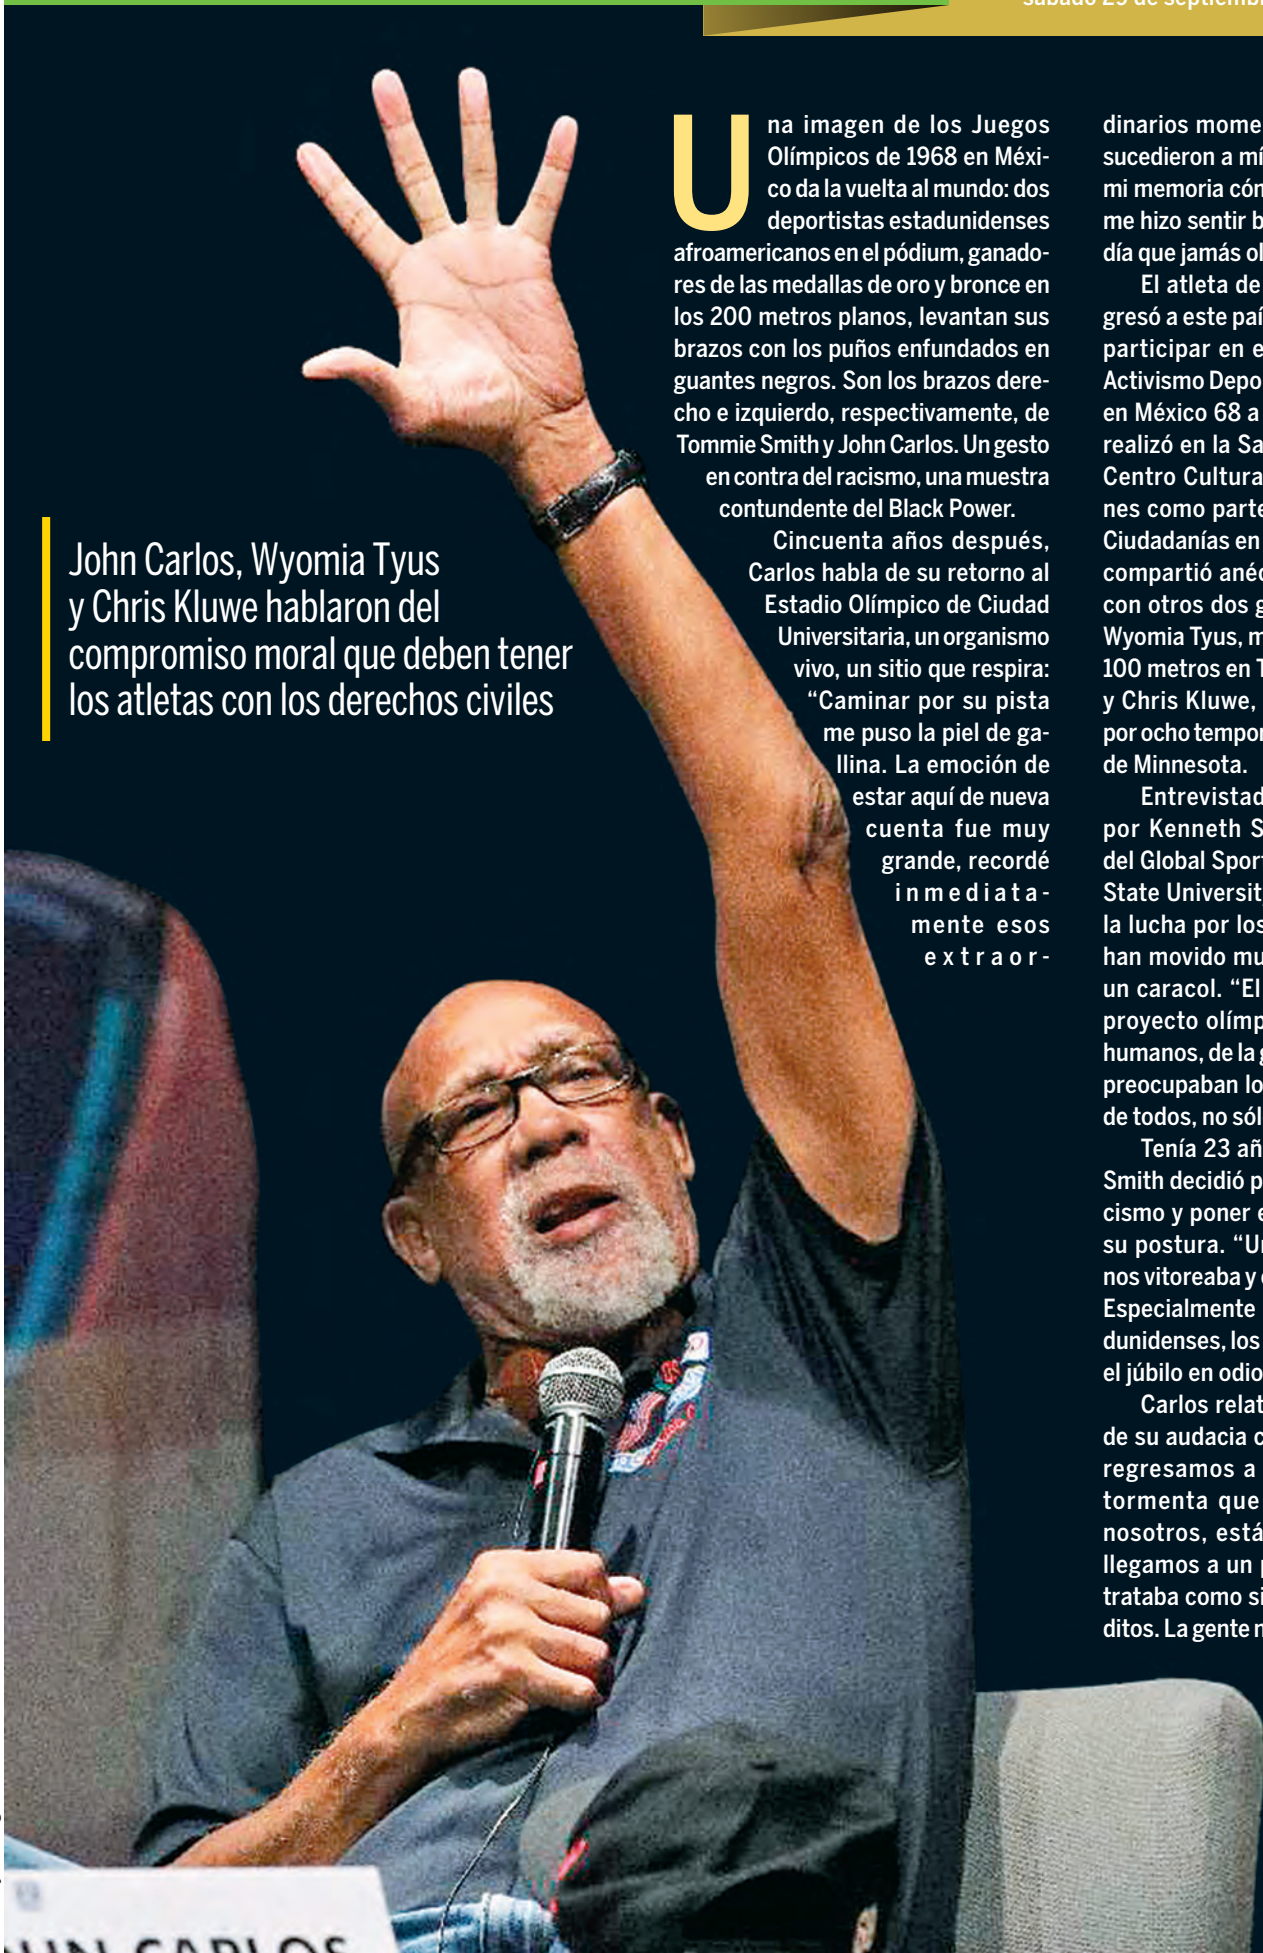 sábado 29 de septiemb
Una imagen de los Juegos
Olímpicos de 1968 en Méxi-
co da la vuelta al mundo: dos
deportistas estadunidenses
afroamericanos en el pódium, ganado-
res de las medallas de oro y bronce en
los 200 metros planos, levantan sus
brazos con los puños enfundados en
guantes negros. Son los brazos dere-
cho e izquierdo, respectivamente, de
Tommie Smith y John Carlos. Un gesto
en contra del racismo, una muestra
contundente del Black Power.
Cincuenta años después,
Carlos habla de su retorno al
Estadio Olímpico de Ciudad
Universitaria, un organismo
vivo, un sitio que respira:
“Caminar por su pista
me puso la piel de ga-
llina. La emoción de
estar aquí de nueva
cuenta fue muy
grande, recordé
inmediata-
mente esos
extraor-
John Carlos, Wyomia Tyus
y Chris Kluwe hablaron del
compromiso moral que deben tener
los atletas con los derechos civiles
dinarios mome
sucedieron a mí
mi memoria cón
me hizo sentir b
día que jamás ol
El atleta de
gresó a este paí
participar en e
Activismo Depo
en México 68 a
realizó en la Sa
Centro Cultura
nes como parte
Ciudadanías en
compartió anéc
con otros dos g
Wyomia Tyus, m
100 metros en T
y Chris Kluwe,
por ocho tempor
de Minnesota.
Entrevistad
por Kenneth S
del Global Sport
State Universit
la lucha por los
han movido mu
un caracol. “El
proyecto olímp
humanos, de la g
preocupaban lo
de todos, no sól
Tenía 23 añ
Smith decidió p
cismo y poner e
su postura. “Un
nos vitoreaba y
Especialmente
dunidenses, los
el júbilo en odio
Carlos relat
de su audacia c
regresamos a
tormenta que
nosotros, está
llegamos a un p
trataba como si
ditos. La gente n
CARLOS